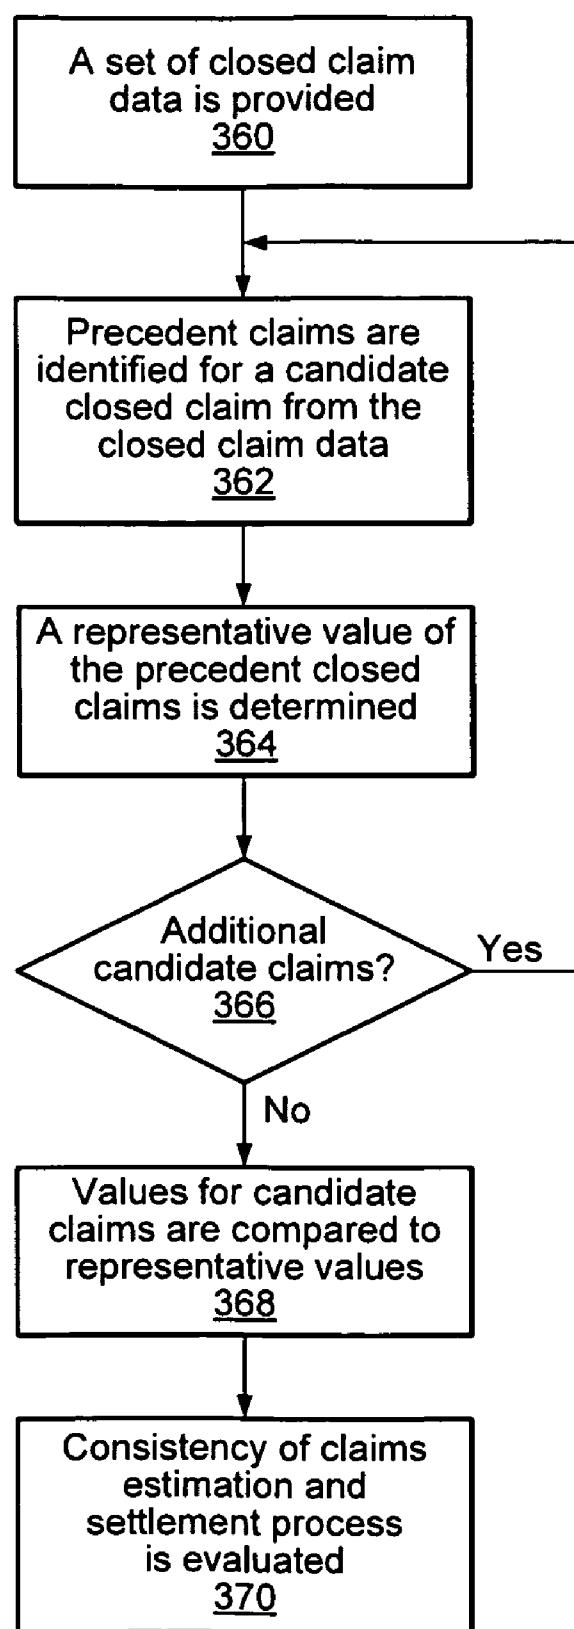 A set of closed claim
data is provided
360
Precedent claims are
identified for a candidate
closed claim from the
closed claim data
362
A representative value of
the precedent closed
claims is determined
364
Additional
candidate claims?
366
Yes
No
Values for candidate
claims are compared to
representative values
368
Consistency of claims
estimation and
settlement process
is evaluated
370